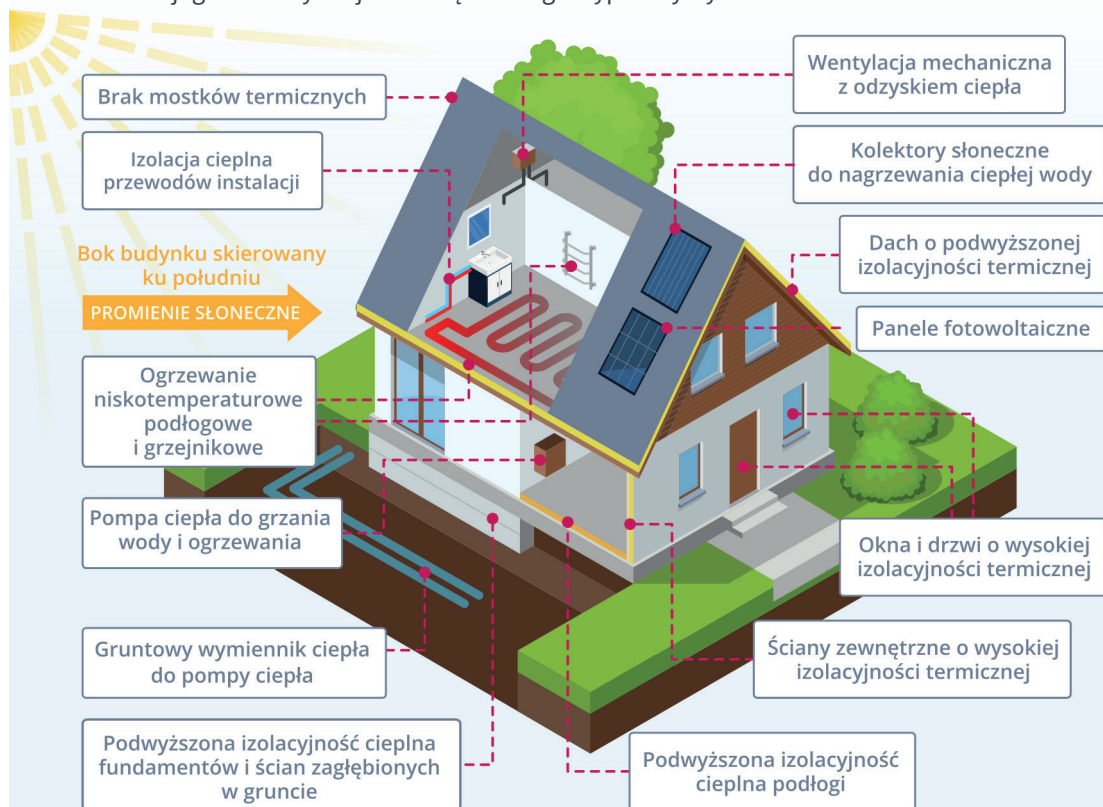 Brak mostków termicznych
Izolacja cieplna
przewodów instalacji
Bok budynku skierowany
ku południu
PROMIENIE SŁONECZNE
Ogrzewanie
niskotemperaturowe
podłogowe
i grzejnikowe
Pompa ciepła do grzania
wody i ogrzewania
Gruntowy wymiennik ciepła
do pompy ciepła
Podwyższona izolacyjność cieplna
fundamentów i ścian zagłębionych
w gruncie
Wentylacja mechaniczna
z odzyskiem ciepła
Kolektory słoneczne
do nagrzewania ciepłej wody
Dach o podwyższonej
izolacyjności termicznej
Panele fotowoltaiczne
Okna i drzwi o wysokiej
izolacyjności termicznej
Ściany zewnętrzne o wysokiej
izolacyjności termicznej
Podwyższona izolacyjność
cieplna podłogi